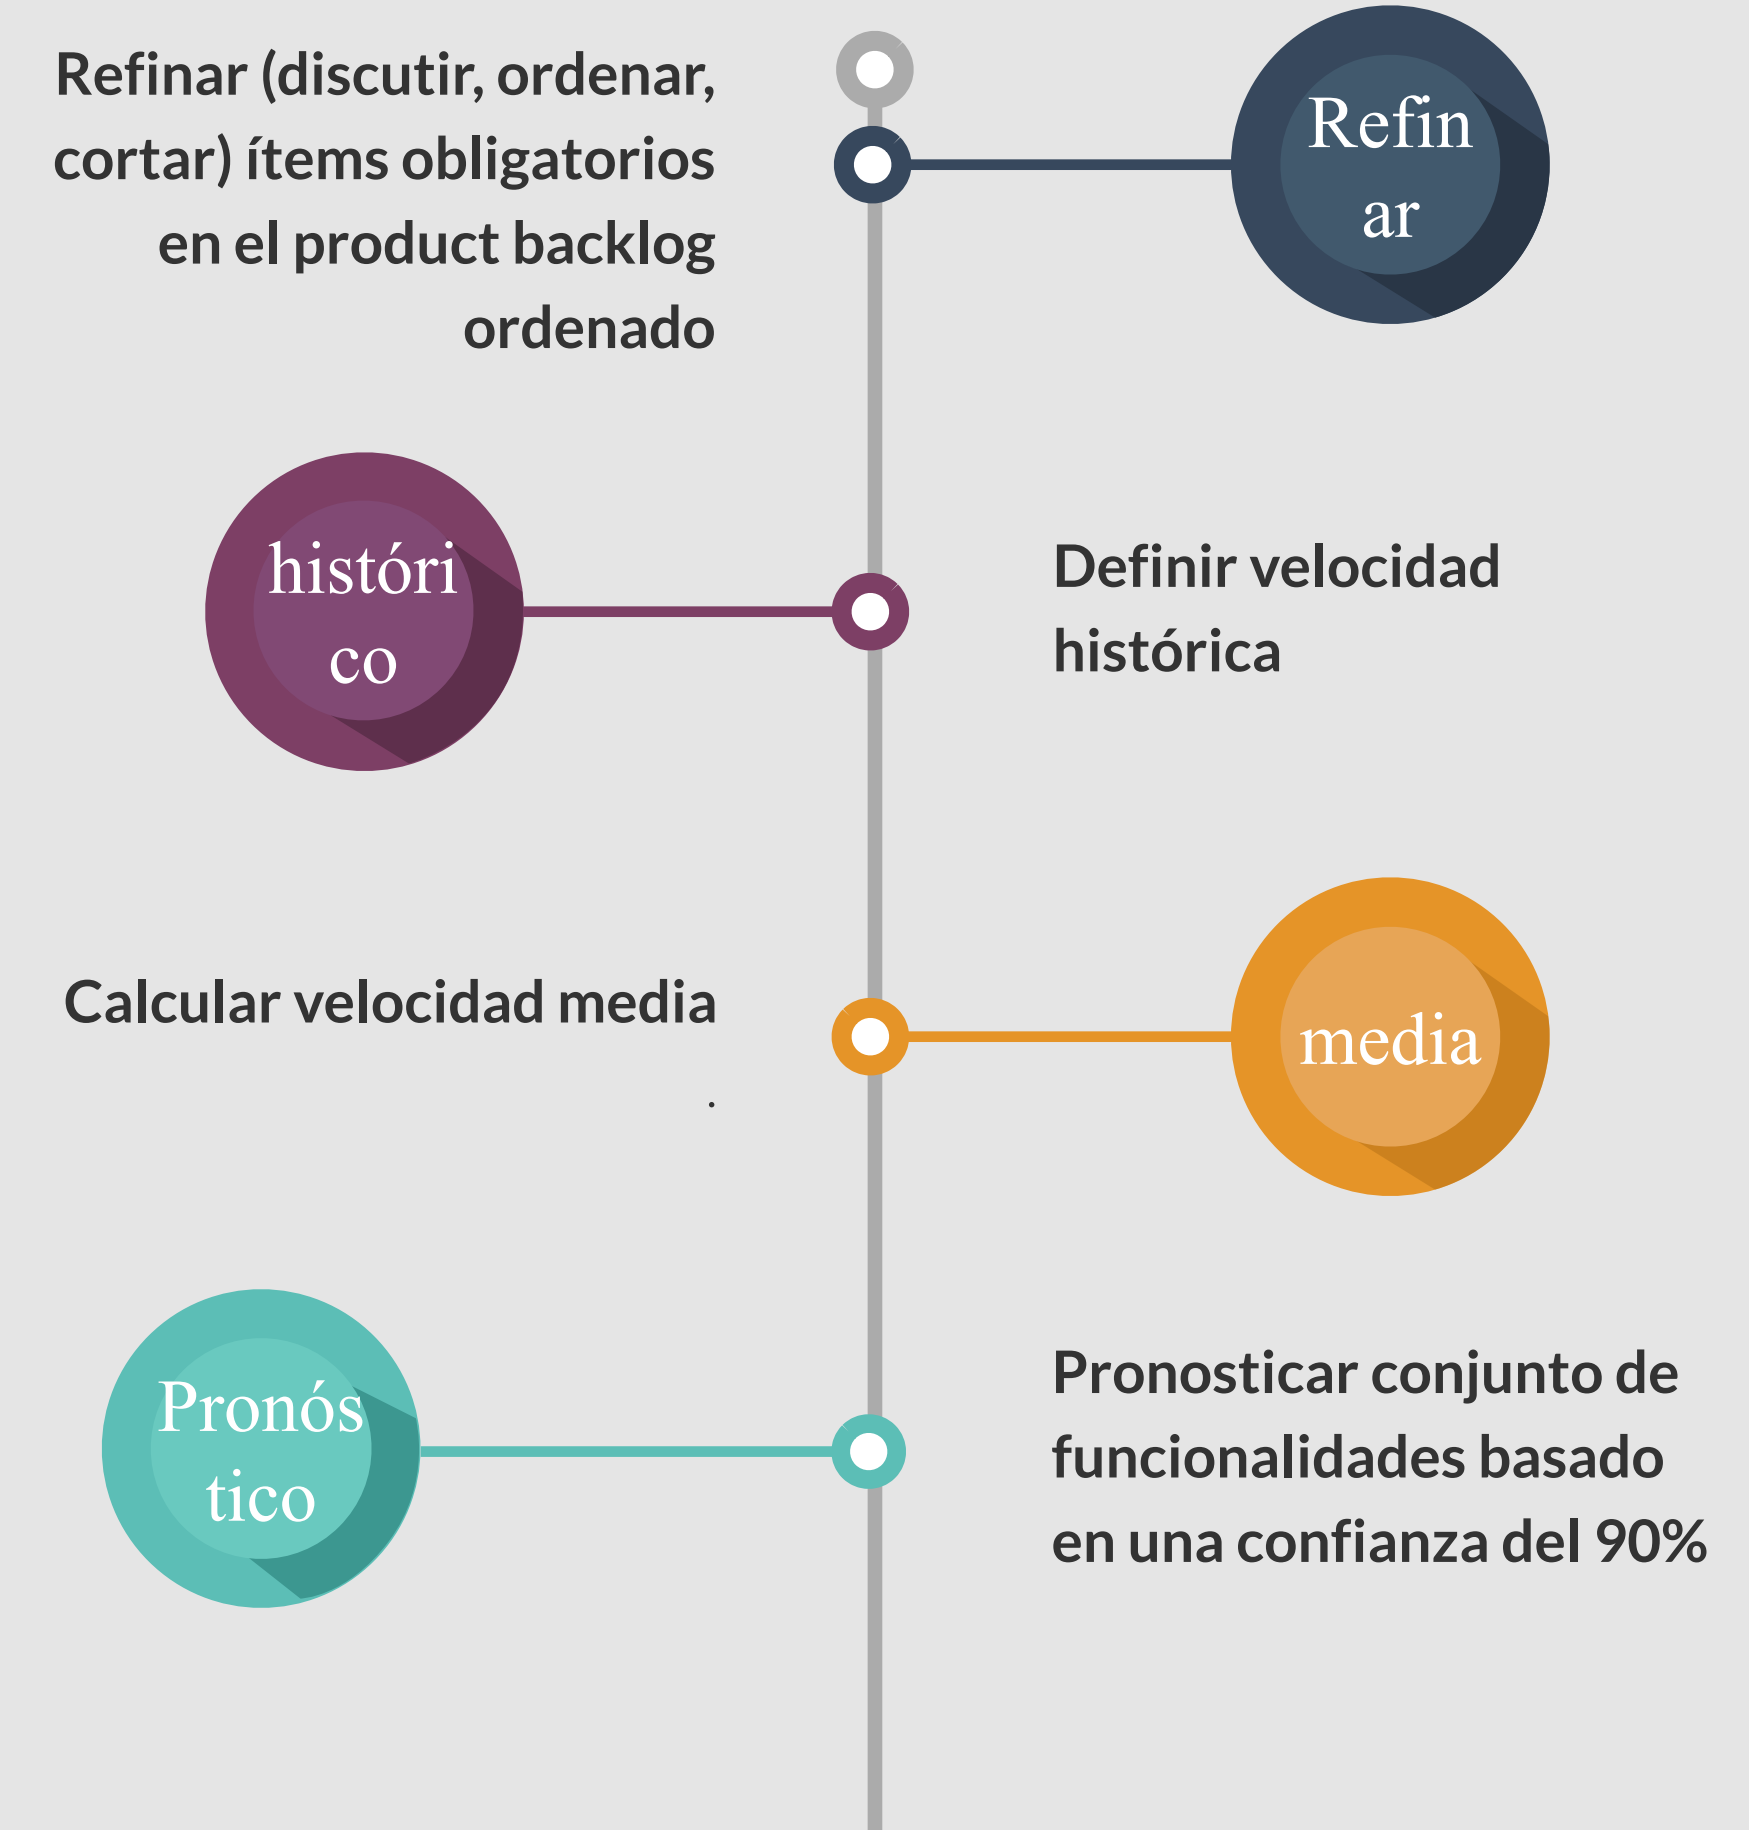 Refinar (discutir, ordenar,
cortar) ítems obligatorios
en el product backlog
ordenado
Refin
ar
históri
co
Definir velocidad
histórica
Calcular velocidad media
.
media
Pronós
tico
Pronosticar conjunto de
funcionalidades basado
en una confianza del 90%